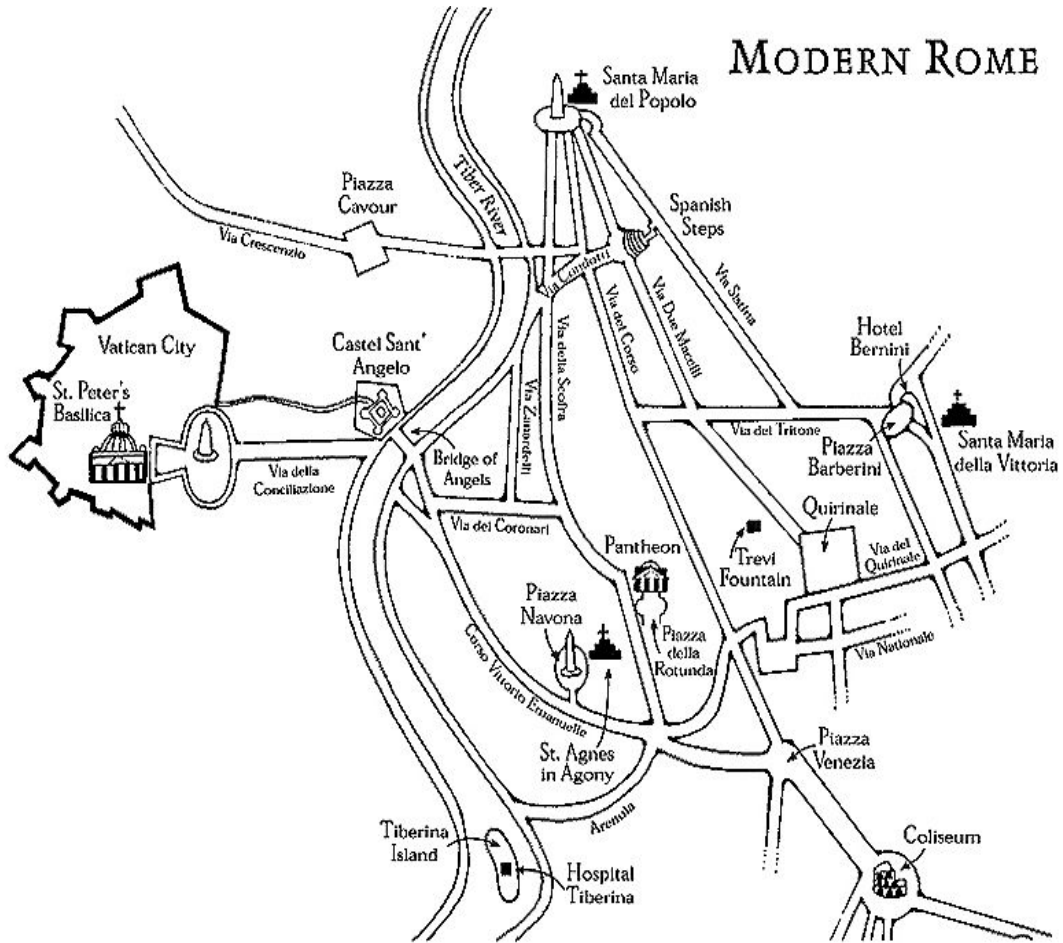 MODERN ROME
Santa Maria
del Popolo
Tiber River
Piazza
Cavour
Via Crescenzio
Spanish
Steps
Via Condotti
Via Sistina
Via Due Macelli
Via del Corso
Via della Scofra
Via Zanardelli
Hotel
Bernini
Vatican City
Castel Sant'
Angelo
St. Peter's
Basilica
Via della
Conciliazione
Bridge of
Angels
Via del Tritone
Piazza
Barberini
Santa Maria
della Vittoria
Via dei Coronari
Pantheon
Trevi
Fountain
Quirinale
Via del
Quirinale
Piazza
Navona
Piazza
della
Rotunda
Via Nationale
Corso Vittorio Emanuelle
St. Agnes
in Agony
Piazza
Venezia
Arenula
Tiberina
Island
Hospital
Tiberina
Coliseum